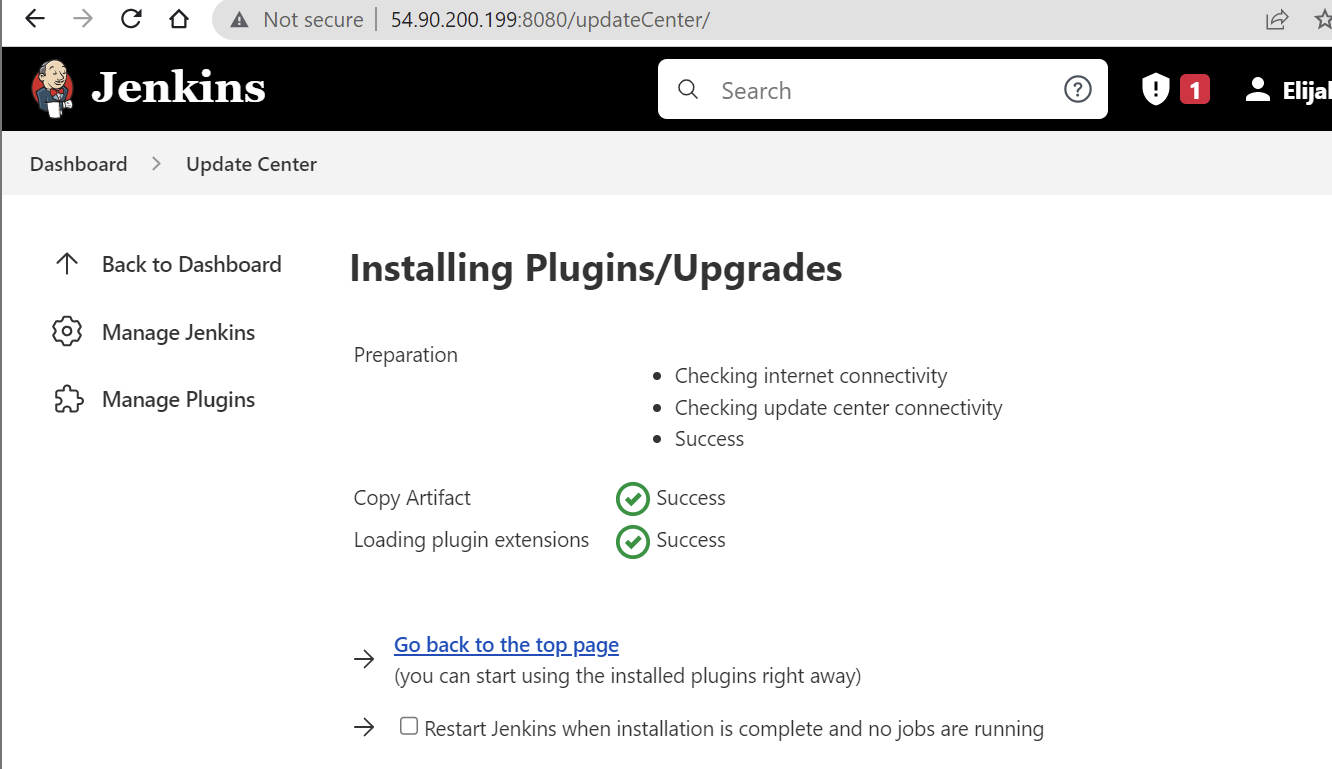 Not secure | 54.90.200.199:8080/updateCenter/
Jenkins
Search
1
Dashboard > Update Center
Back to Dashboard
Manage Jenkins
Manage Plugins
Installing Plugins/Upgrades
Preparation
• Checking internet connectivity
• Checking update center connectivity
• Success
Copy Artifact Success
Loading plugin extensions Success
Go back to the top page
(you can start using the installed plugins right away)
Restart Jenkins when installation is complete and no jobs are running